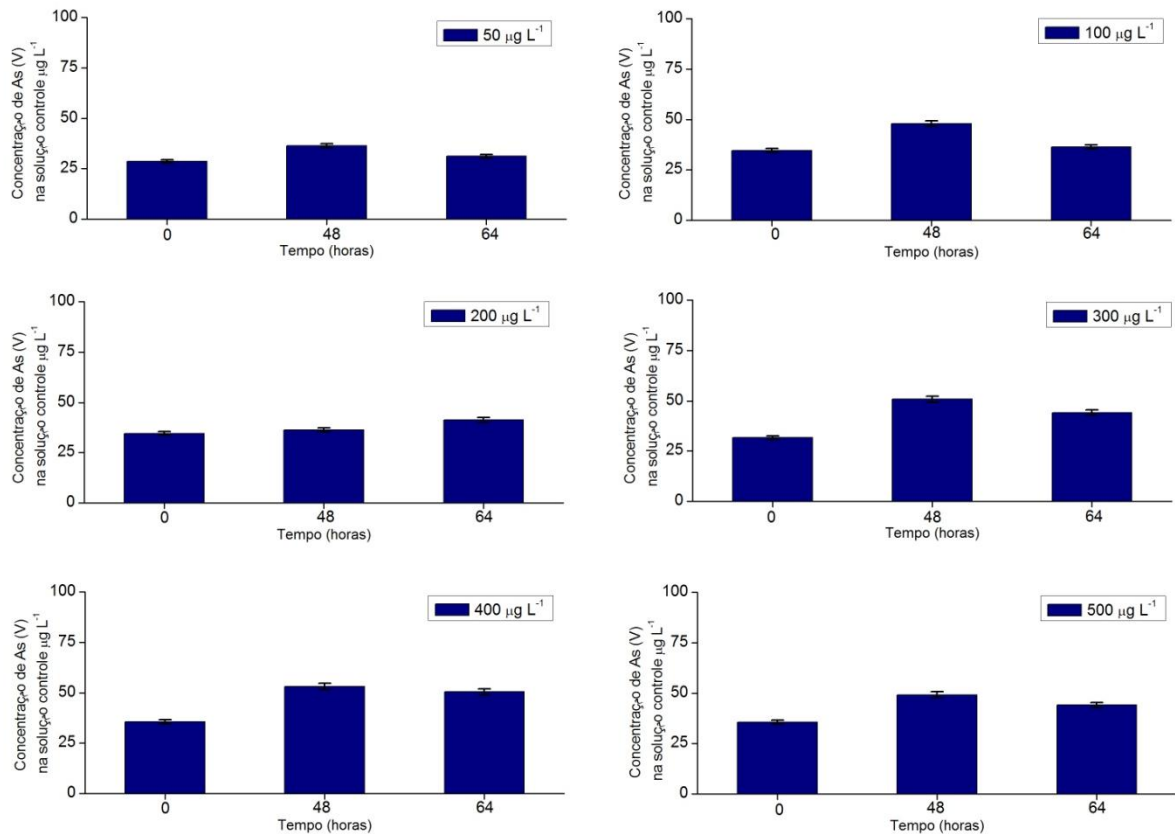 100
75
50
25
0
Concentração de As (V)
na solução controle µg L⁻¹
50 µg L⁻¹
0 48 64
Tempo (horas)
100
75
50
25
0
Concentração de As (V)
na solução controle µg L⁻¹
100 µg L⁻¹
0 48 64
Tempo (horas)
100
75
50
25
0
Concentração de As (V)
na solução controle µg L⁻¹
200 µg L⁻¹
0 48 64
Tempo (horas)
100
75
50
25
0
Concentração de As (V)
na solução controle µg L⁻¹
300 µg L⁻¹
0 48 64
Tempo (horas)
100
75
50
25
0
Concentração de As (V)
na solução controle µg L⁻¹
400 µg L⁻¹
0 48 64
Tempo (horas)
100
75
50
25
0
Concentração de As (V)
na solução controle µg L⁻¹
500 µg L⁻¹
0 48 64
Tempo (horas)